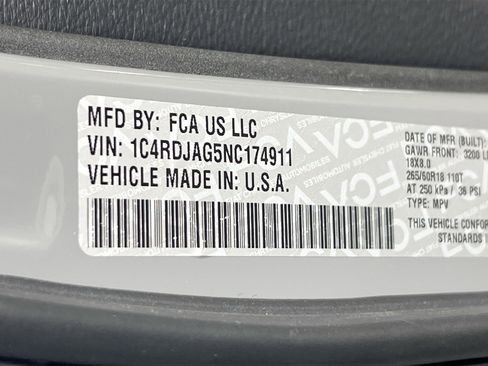 MFD BY: FCA US LLC
VIN: 1C4RDJAG5NC174911
VEHICLE MADE IN: U.S.A.
DATE OF MFR (BUILT):
GAWR FRONT: 3200 L
18X8.0
265/60R18 110T
AT 250 kPa / 36 PSI
TYPE: MPV
THIS VEHICLE CONFOR
STANDARDS I